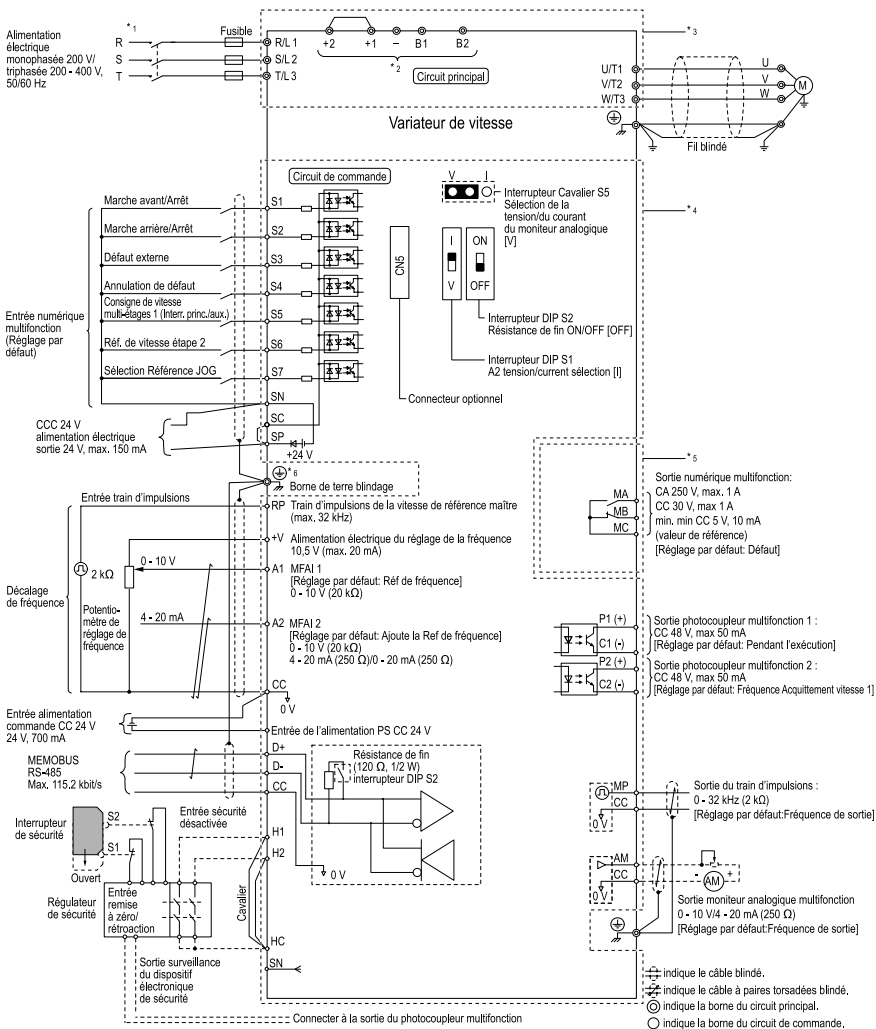 * 1
Alimentation
électrique
monophasée 200 V/
triphasée 200 - 400 V,
50/60 Hz
R
S
T
Fusible
R/L 1
S/L 2
T/L 3
+2
+1
–
B1
B2
* 2
Circuit principal
* 3
U/T1
V/T2
W/T3
U
V
W
M
Fil blindé
Variateur de vitesse
Circuit de commande
Marche avant/Arrêt
S1
Marche arrière/Arrêt
S2
Défaut externe
S3
Annulation de défaut
S4
Consigne de vitesse
multi-étages 1 (Interr. princ./aux.)
S5
Réf. de vitesse étape 2
S6
Sélection Référence JOG
S7
Entrée numérique
multifonction
(Réglage par
défaut)
SN
SC
SP
+24 V
CCC 24 V
alimentation électrique
sortie 24 V, max. 150 mA
CN5
Connecteur optionnel
V
I
Interrupteur Cavalier S5
Sélection de la
tension/du courant
du moniteur analogique
[V]
I
V
ON
OFF
Interrupteur DIP S2
Résistance de fin ON/OFF [OFF]
Interrupteur DIP S1
A2 tension/current sélection [I]
* 4
* 6
Borne de terre blindage
Entrée train d'impulsions
RP
Train d'impulsions de la vitesse de référence maître
(max. 32 kHz)
+V
Alimentation électrique du réglage de la fréquence
10,5 V (max. 20 mA)
2 kΩ
0 - 10 V
A1
MFAI 1
[Réglage par défaut: Réf de fréquence]
0 - 10 V (20 kΩ)
Décalage
de fréquence
Potentio-
mètre de
réglage de
fréquence
4 - 20 mA
A2
MFAI 2
[Réglage par défaut: Ajoute la Ref de fréquence]
0 - 10 V (20 kΩ)
4 - 20 mA (250 Ω)/0 - 20 mA (250 Ω)
CC
0 V
Entrée alimentation
commande CC 24 V
24 V, 700 mA
Entrée de l'alimentation PS CC 24 V
* 5
MA
MB
MC
Sortie numérique multifonction:
CA 250 V, max. 1 A
CC 30 V, max 1 A
min. min CC 5 V, 10 mA
(valeur de référence)
[Réglage par défaut: Défaut]
P1 (+)
C1 (-)
Sortie photocoupleur multifonction 1 :
CC 48 V, max 50 mA
[Réglage par défaut: Pendant l'exécution]
P2 (+)
C2 (-)
Sortie photocoupleur multifonction 2 :
CC 48 V, max 50 mA
[Réglage par défaut: Fréquence Acquittement vitesse 1]
MEMOBUS
RS-485
Max. 115.2 kbit/s
D+
D-
CC
Résistance de fin
(120 Ω, 1/2 W)
interrupteur DIP S2
0 V
Interrupteur
de sécurité
S2
S1
Ouvert
Entrée sécurité
désactivée
H1
H2
Cavalier
HC
SN
Régulateur
de sécurité
Entrée
remise
à zéro/
rétroaction
Sortie surveillance
du dispositif
électronique
de sécurité
Connecter à la sortie du photocoupleur multifonction
MP
CC
0 V
Sortie du train d'impulsions :
0 - 32 kHz (2 kΩ)
[Réglage par défaut:Fréquence de sortie]
AM
CC
0 V
-
AM
+
Sortie moniteur analogique multifonction
0 - 10 V/4 - 20 mA (250 Ω)
[Réglage par défaut:Fréquence de sortie]
indique le câble blindé.
indique le câble à paires torsadées blindé.
indique la borne du circuit principal.
indique la borne du circuit de commande.